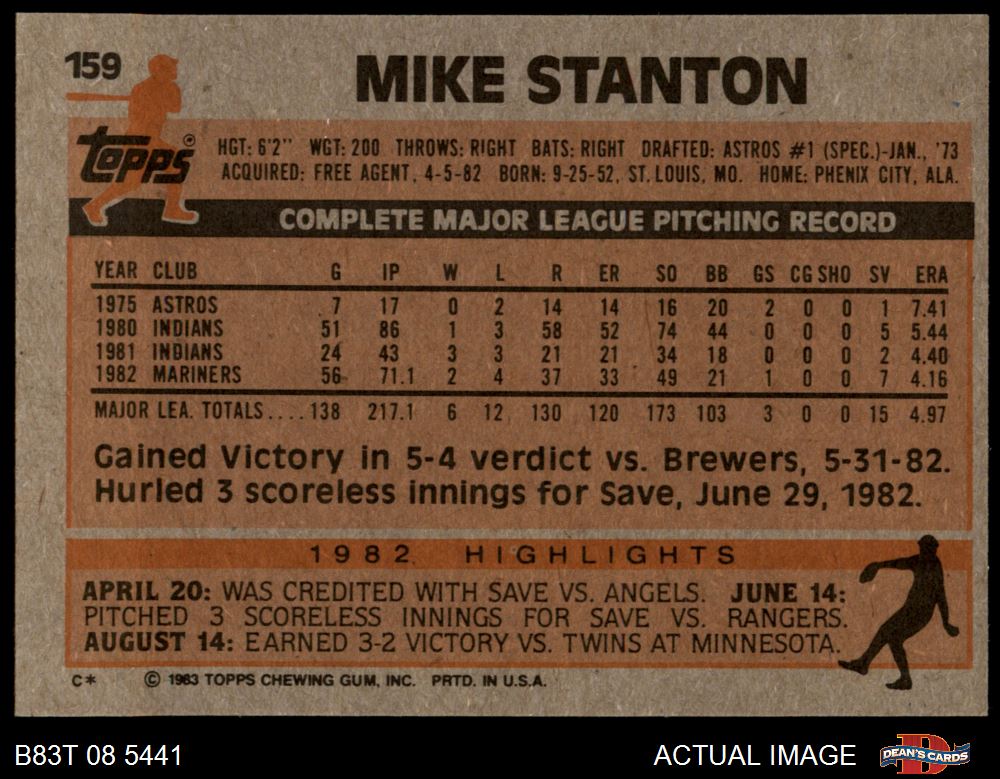 159
MIKE STANTON
Topps®
HGT: 6'2" WGT: 200 THROWS: RIGHT BATS: RIGHT DRAFTED: ASTROS #1 (SPEC.)-JAN., '73
ACQUIRED: FREE AGENT, 4-5-82 BORN: 9-25-52, ST. LOUIS, MO. HOME: PHENIX CITY, ALA.
COMPLETE MAJOR LEAGUE PITCHING RECORD
YEAR CLUB G IP W L R ER SO BB GS CG SHO SV ERA
1975 ASTROS 7 17 0 2 14 14 16 20 2 0 0 1 7.41
1980 INDIANS 51 86 1 3 58 52 74 44 0 0 0 5 5.44
1981 INDIANS 24 43 3 3 21 21 34 18 0 0 0 2 4.40
1982 MARINERS 56 71.1 2 4 37 33 49 21 1 0 0 7 4.16
MAJOR LEA. TOTALS....138 217.1 6 12 130 120 173 103 3 0 0 15 4.97
Gained Victory in 5-4 verdict vs. Brewers, 5-31-82.
Hurled 3 scoreless innings for Save, June 29, 1982.
1982 HIGHLIGHTS
APRIL 20: WAS CREDITED WITH SAVE VS. ANGELS. JUNE 14:
PITCHED 3 SCORELESS INNINGS FOR SAVE VS. RANGERS.
AUGUST 14: EARNED 3-2 VICTORY VS. TWINS AT MINNESOTA.
C* © 1983 TOPPS CHEWING GUM, INC. PRTD. IN U.S.A.
B83T 08 5441 ACTUAL IMAGE DEAN'S CARDS